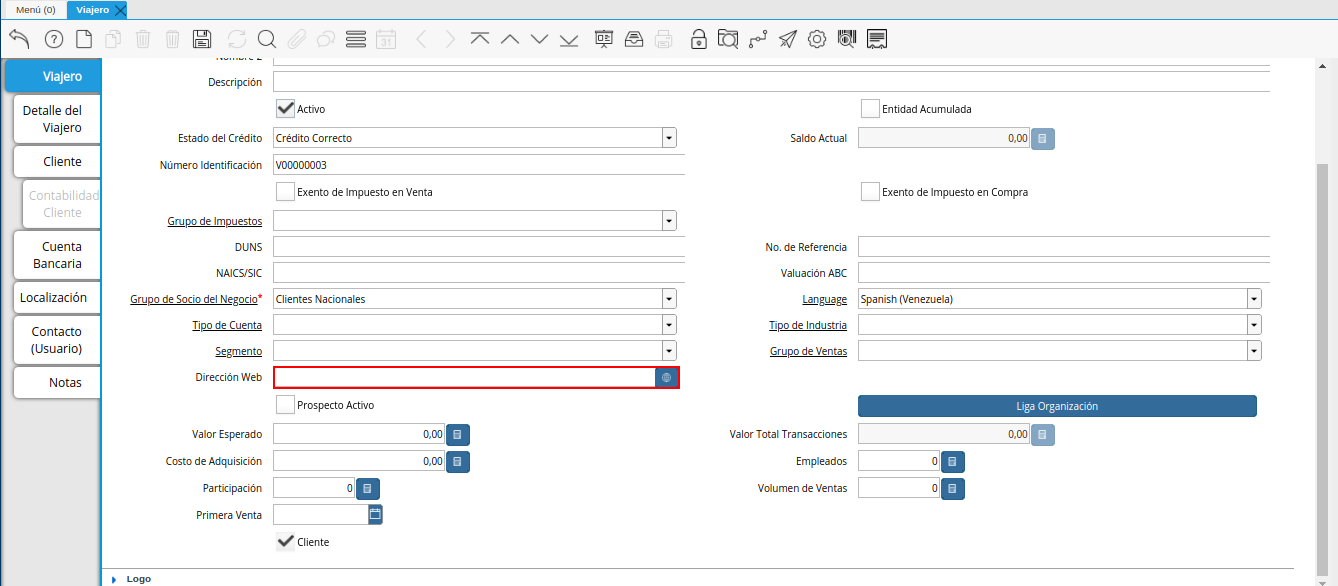 Menú (0) Viajero
31
Viajero
Detalle del
Viajero
Cliente
Contabilidad
Cliente
Cuenta
Bancaria
Localización
Contacto
(Usuario)
Notas
Nombre 2
Descripción
Activo Entidad Acumulada
Estado del Crédito Crédito Correcto Saldo Actual 0,00
Número Identificación V00000003
Exento de Impuesto en Venta Exento de Impuesto en Compra
Grupo de Impuestos
DUNS No. de Referencia
NAICS/SIC Valuación ABC
Grupo de Socio del Negocio* Clientes Nacionales Language Spanish (Venezuela)
Tipo de Cuenta Tipo de Industria
Segmento Grupo de Ventas
Dirección Web
Prospecto Activo Liga Organización
Valor Esperado 0,00 Valor Total Transacciones 0,00
Costo de Adquisición 0,00 Empleados 0
Participación 0 Volumen de Ventas 0
Primera Venta
Cliente
Logo